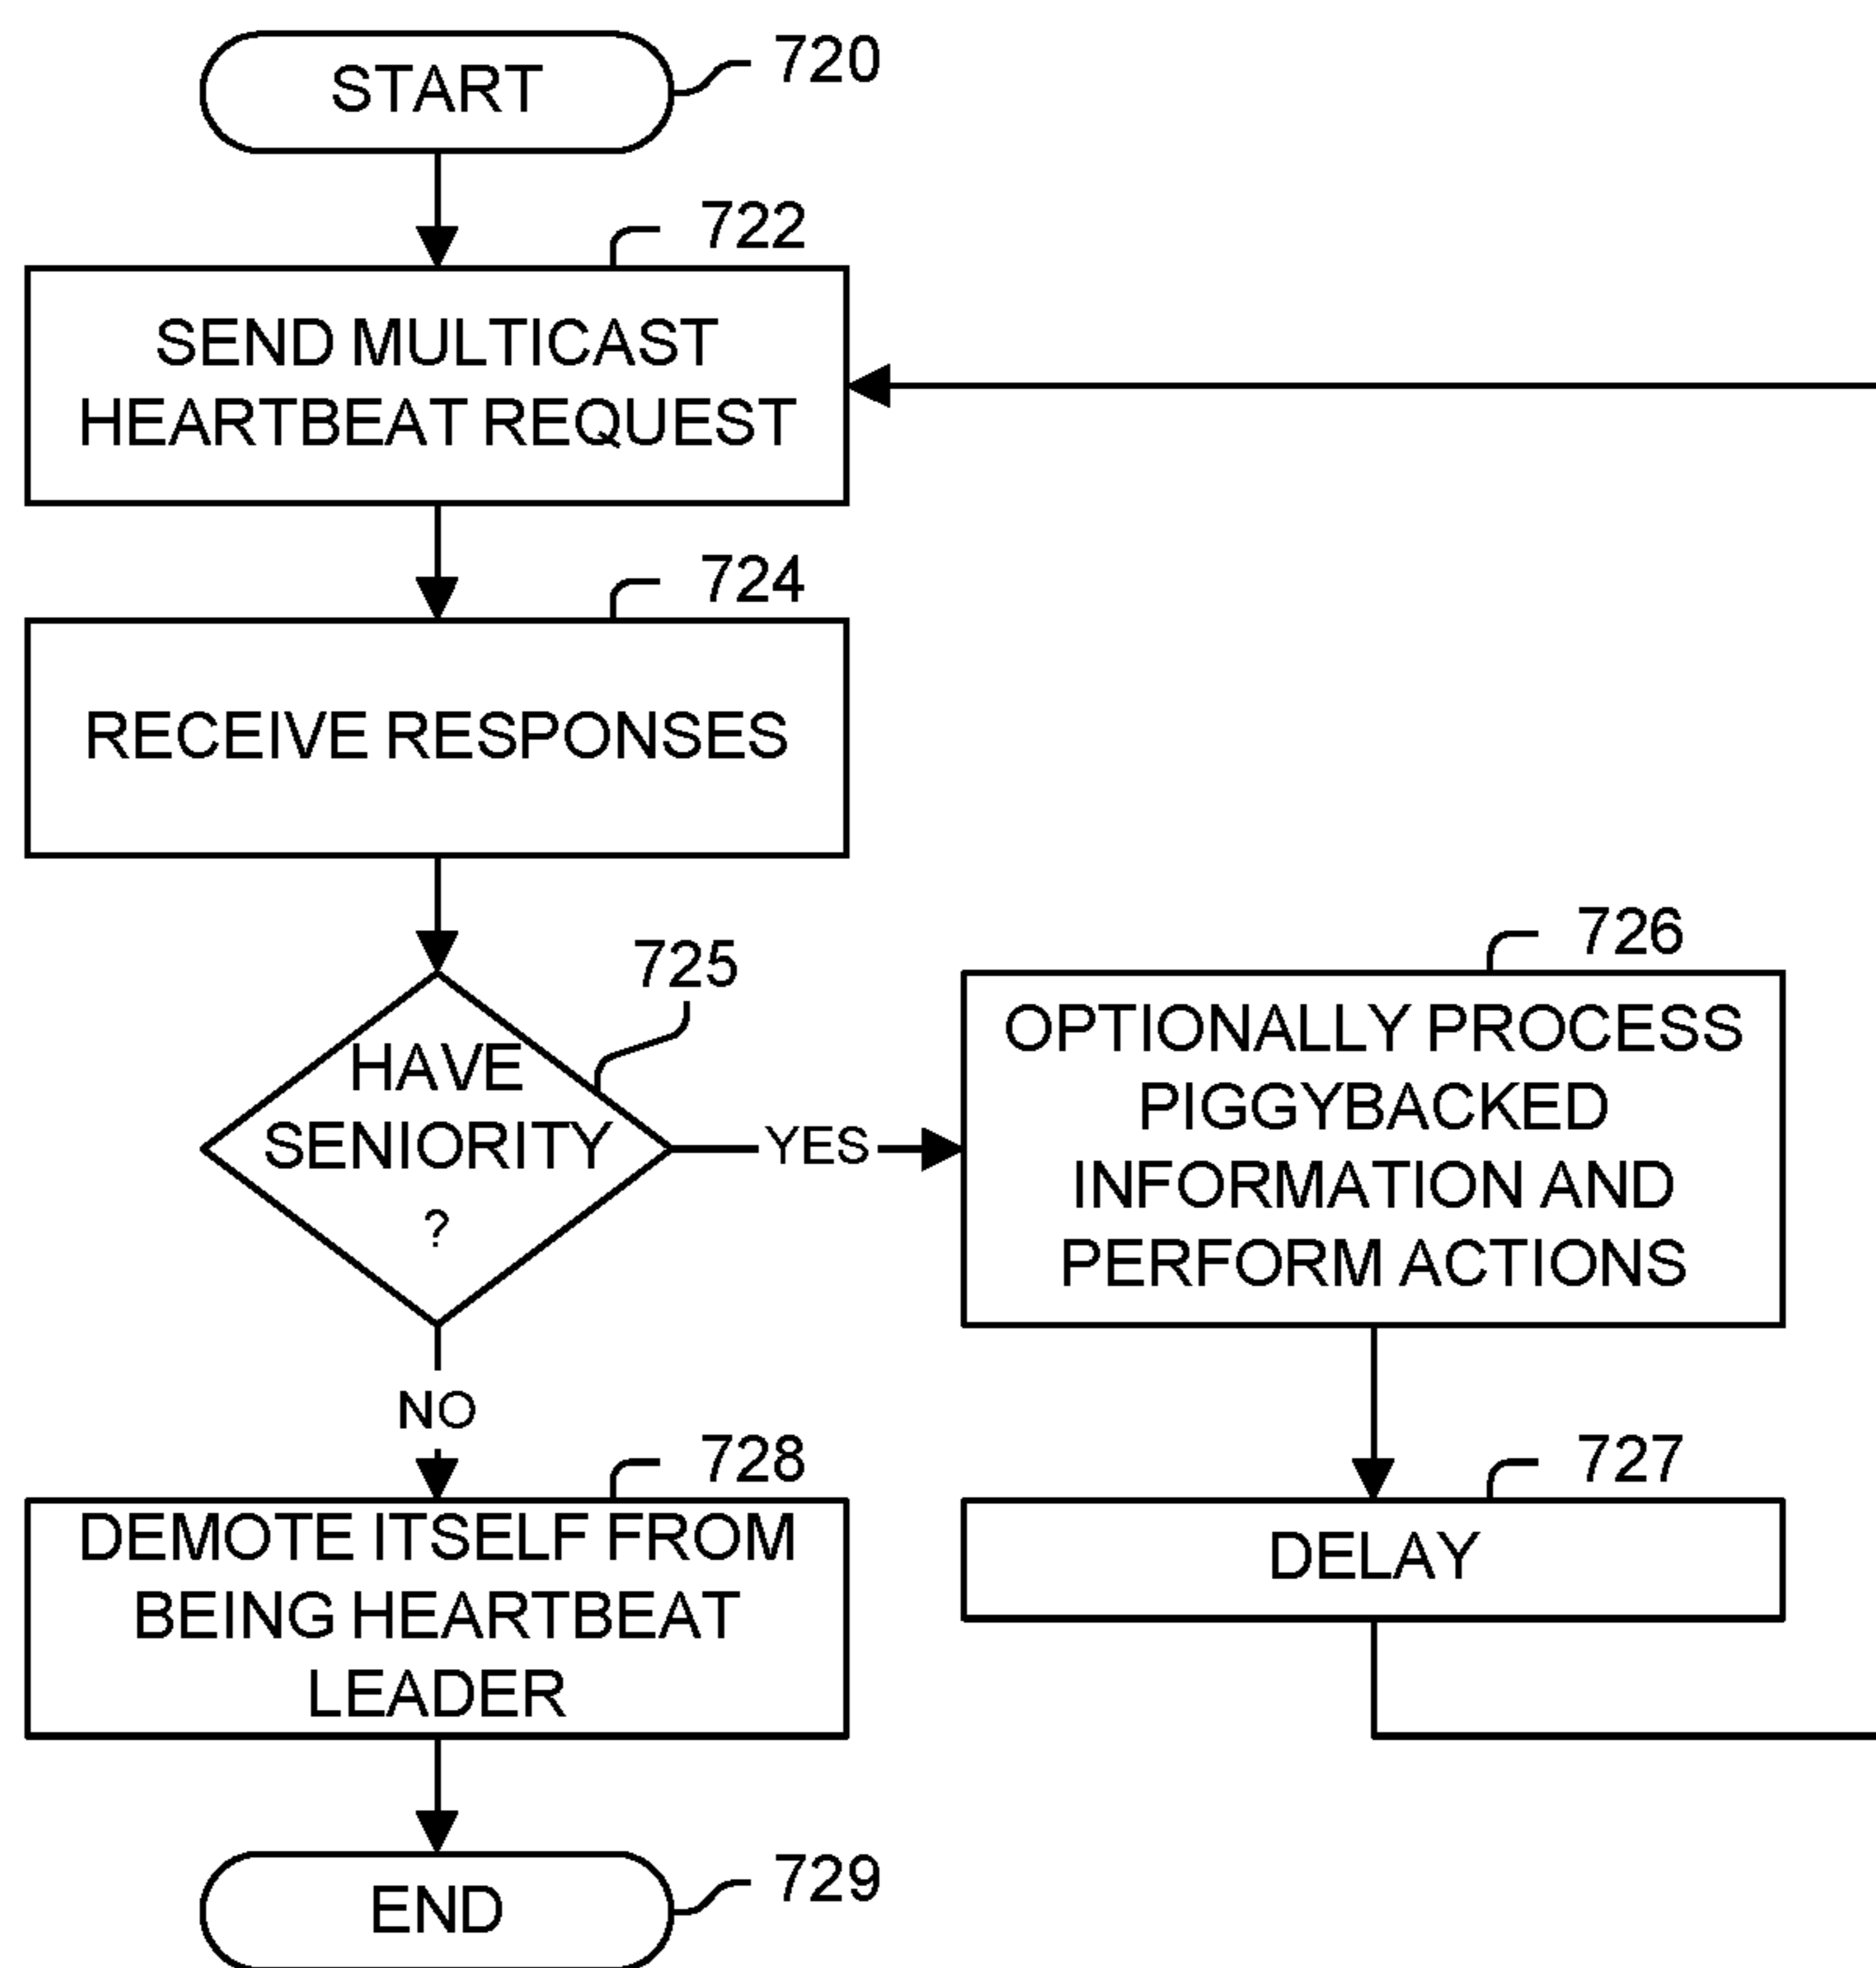 START
720
722
SEND MULTICAST
HEARTBEAT REQUEST
724
RECEIVE RESPONSES
725
HAVE
SENIORITY
?
YES
726
OPTIONALLY PROCESS
PIGGYBACKED
INFORMATION AND
PERFORM ACTIONS
NO
728
DEMOTE ITSELF FROM
BEING HEARTBEAT
LEADER
727
DELAY
END
729